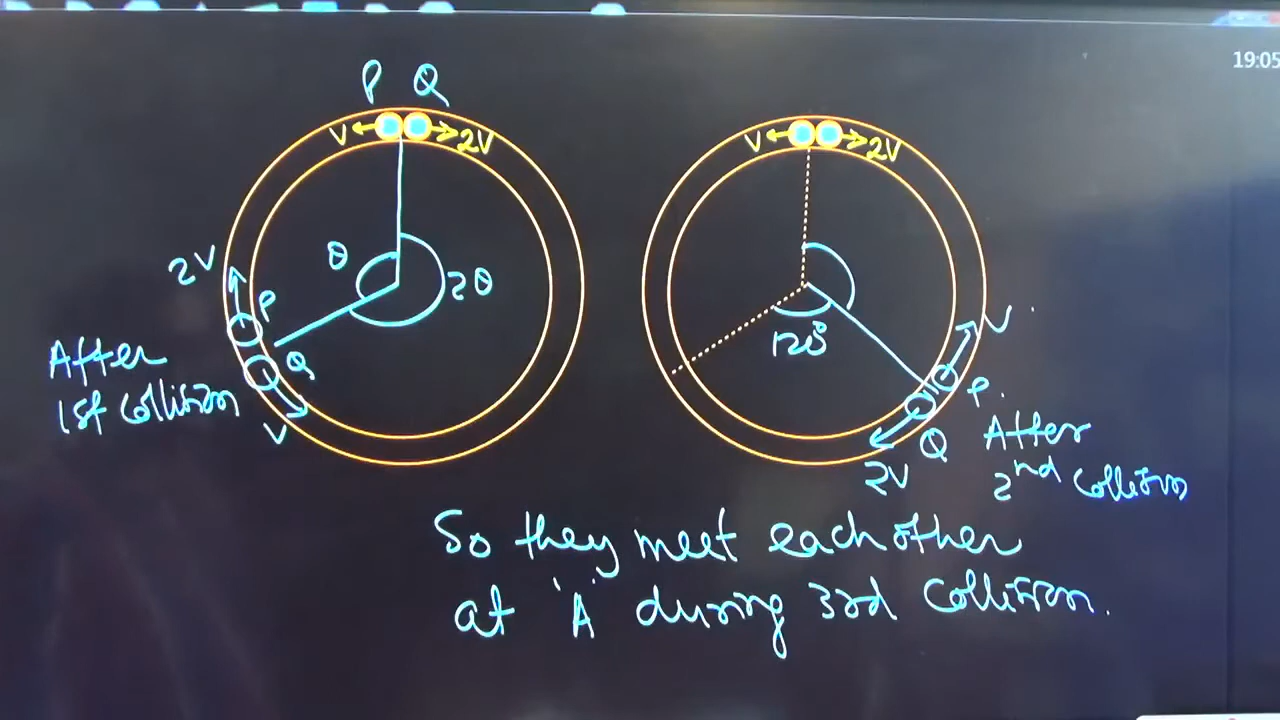 19:05
P Q
V 2V
V 2V
θ 2θ
2V P
Q
V
After
1st collision
120°
V
P.
Q
2V
After
2nd collision
So they meet each other
at 'A' during 3rd collision.